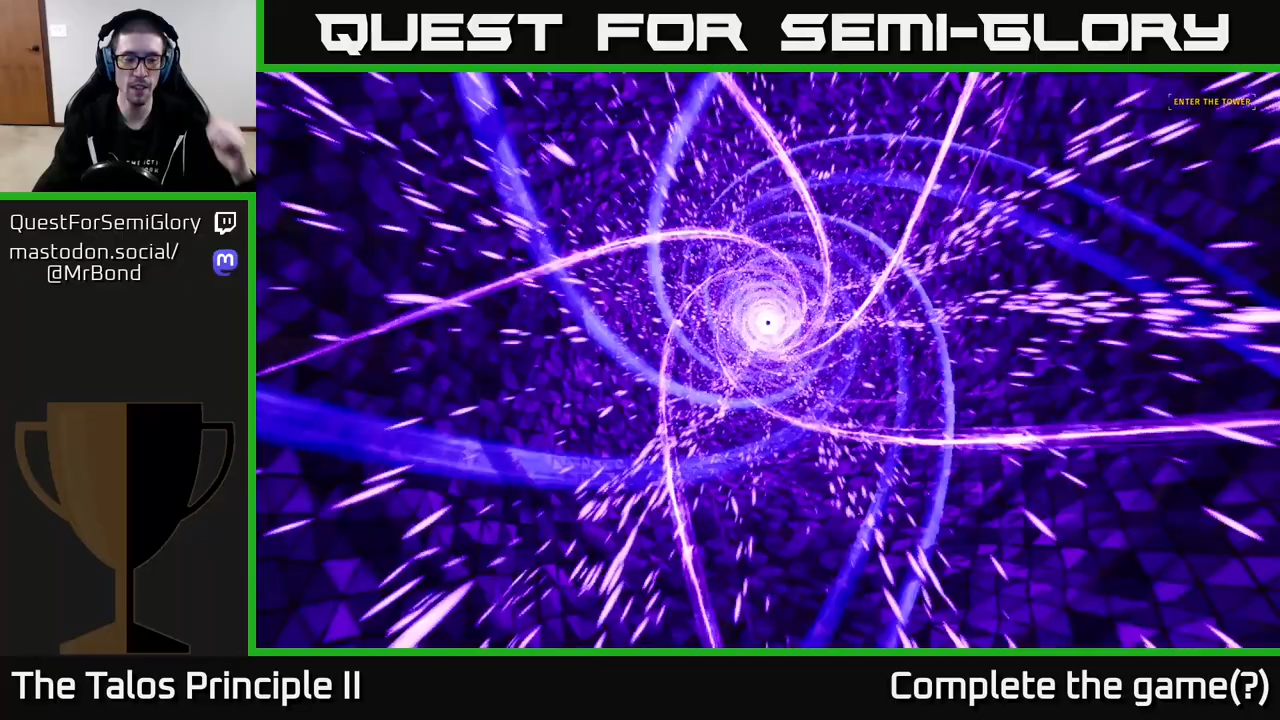 QUEST FOR SEMI-GLORY
ENTER THE TOWER
QuestForSemiGlory
mastodon.social/
@MrBond
The Talos Principle II
Complete the game(?)